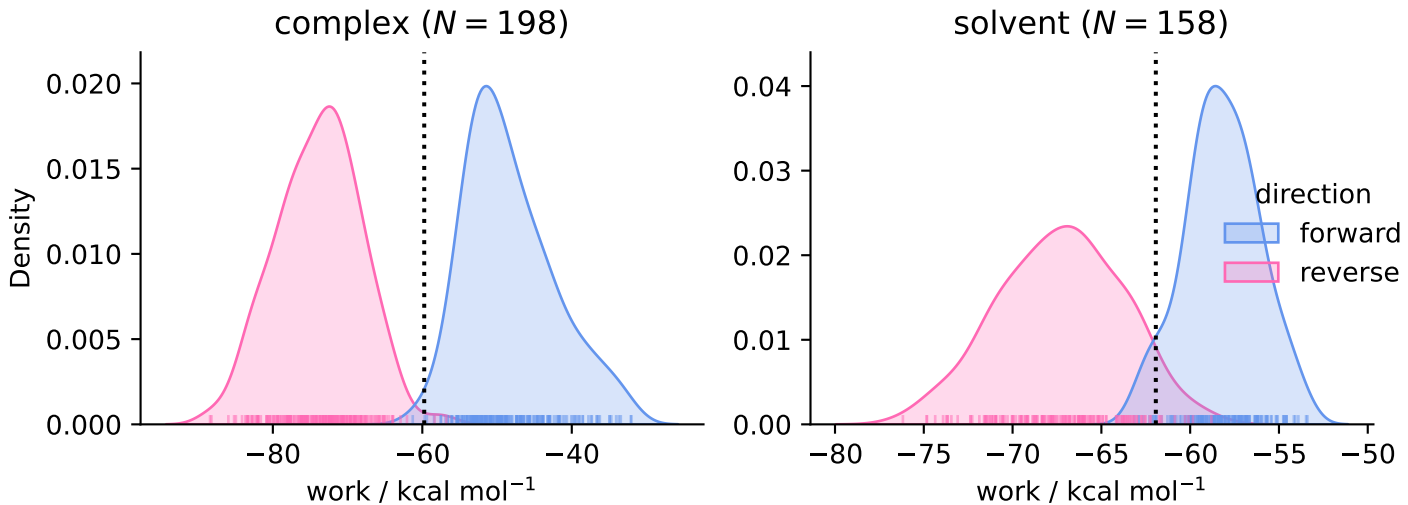 complex (N = 198)
0.020
0.015
0.010
0.005
0.000
Density
−80
−60
−40
work / kcal mol⁻¹
solvent (N = 158)
0.04
0.03
0.02
0.01
0.00
−80
−75
−70
−65
−60
−55
−50
work / kcal mol⁻¹
direction
forward
reverse